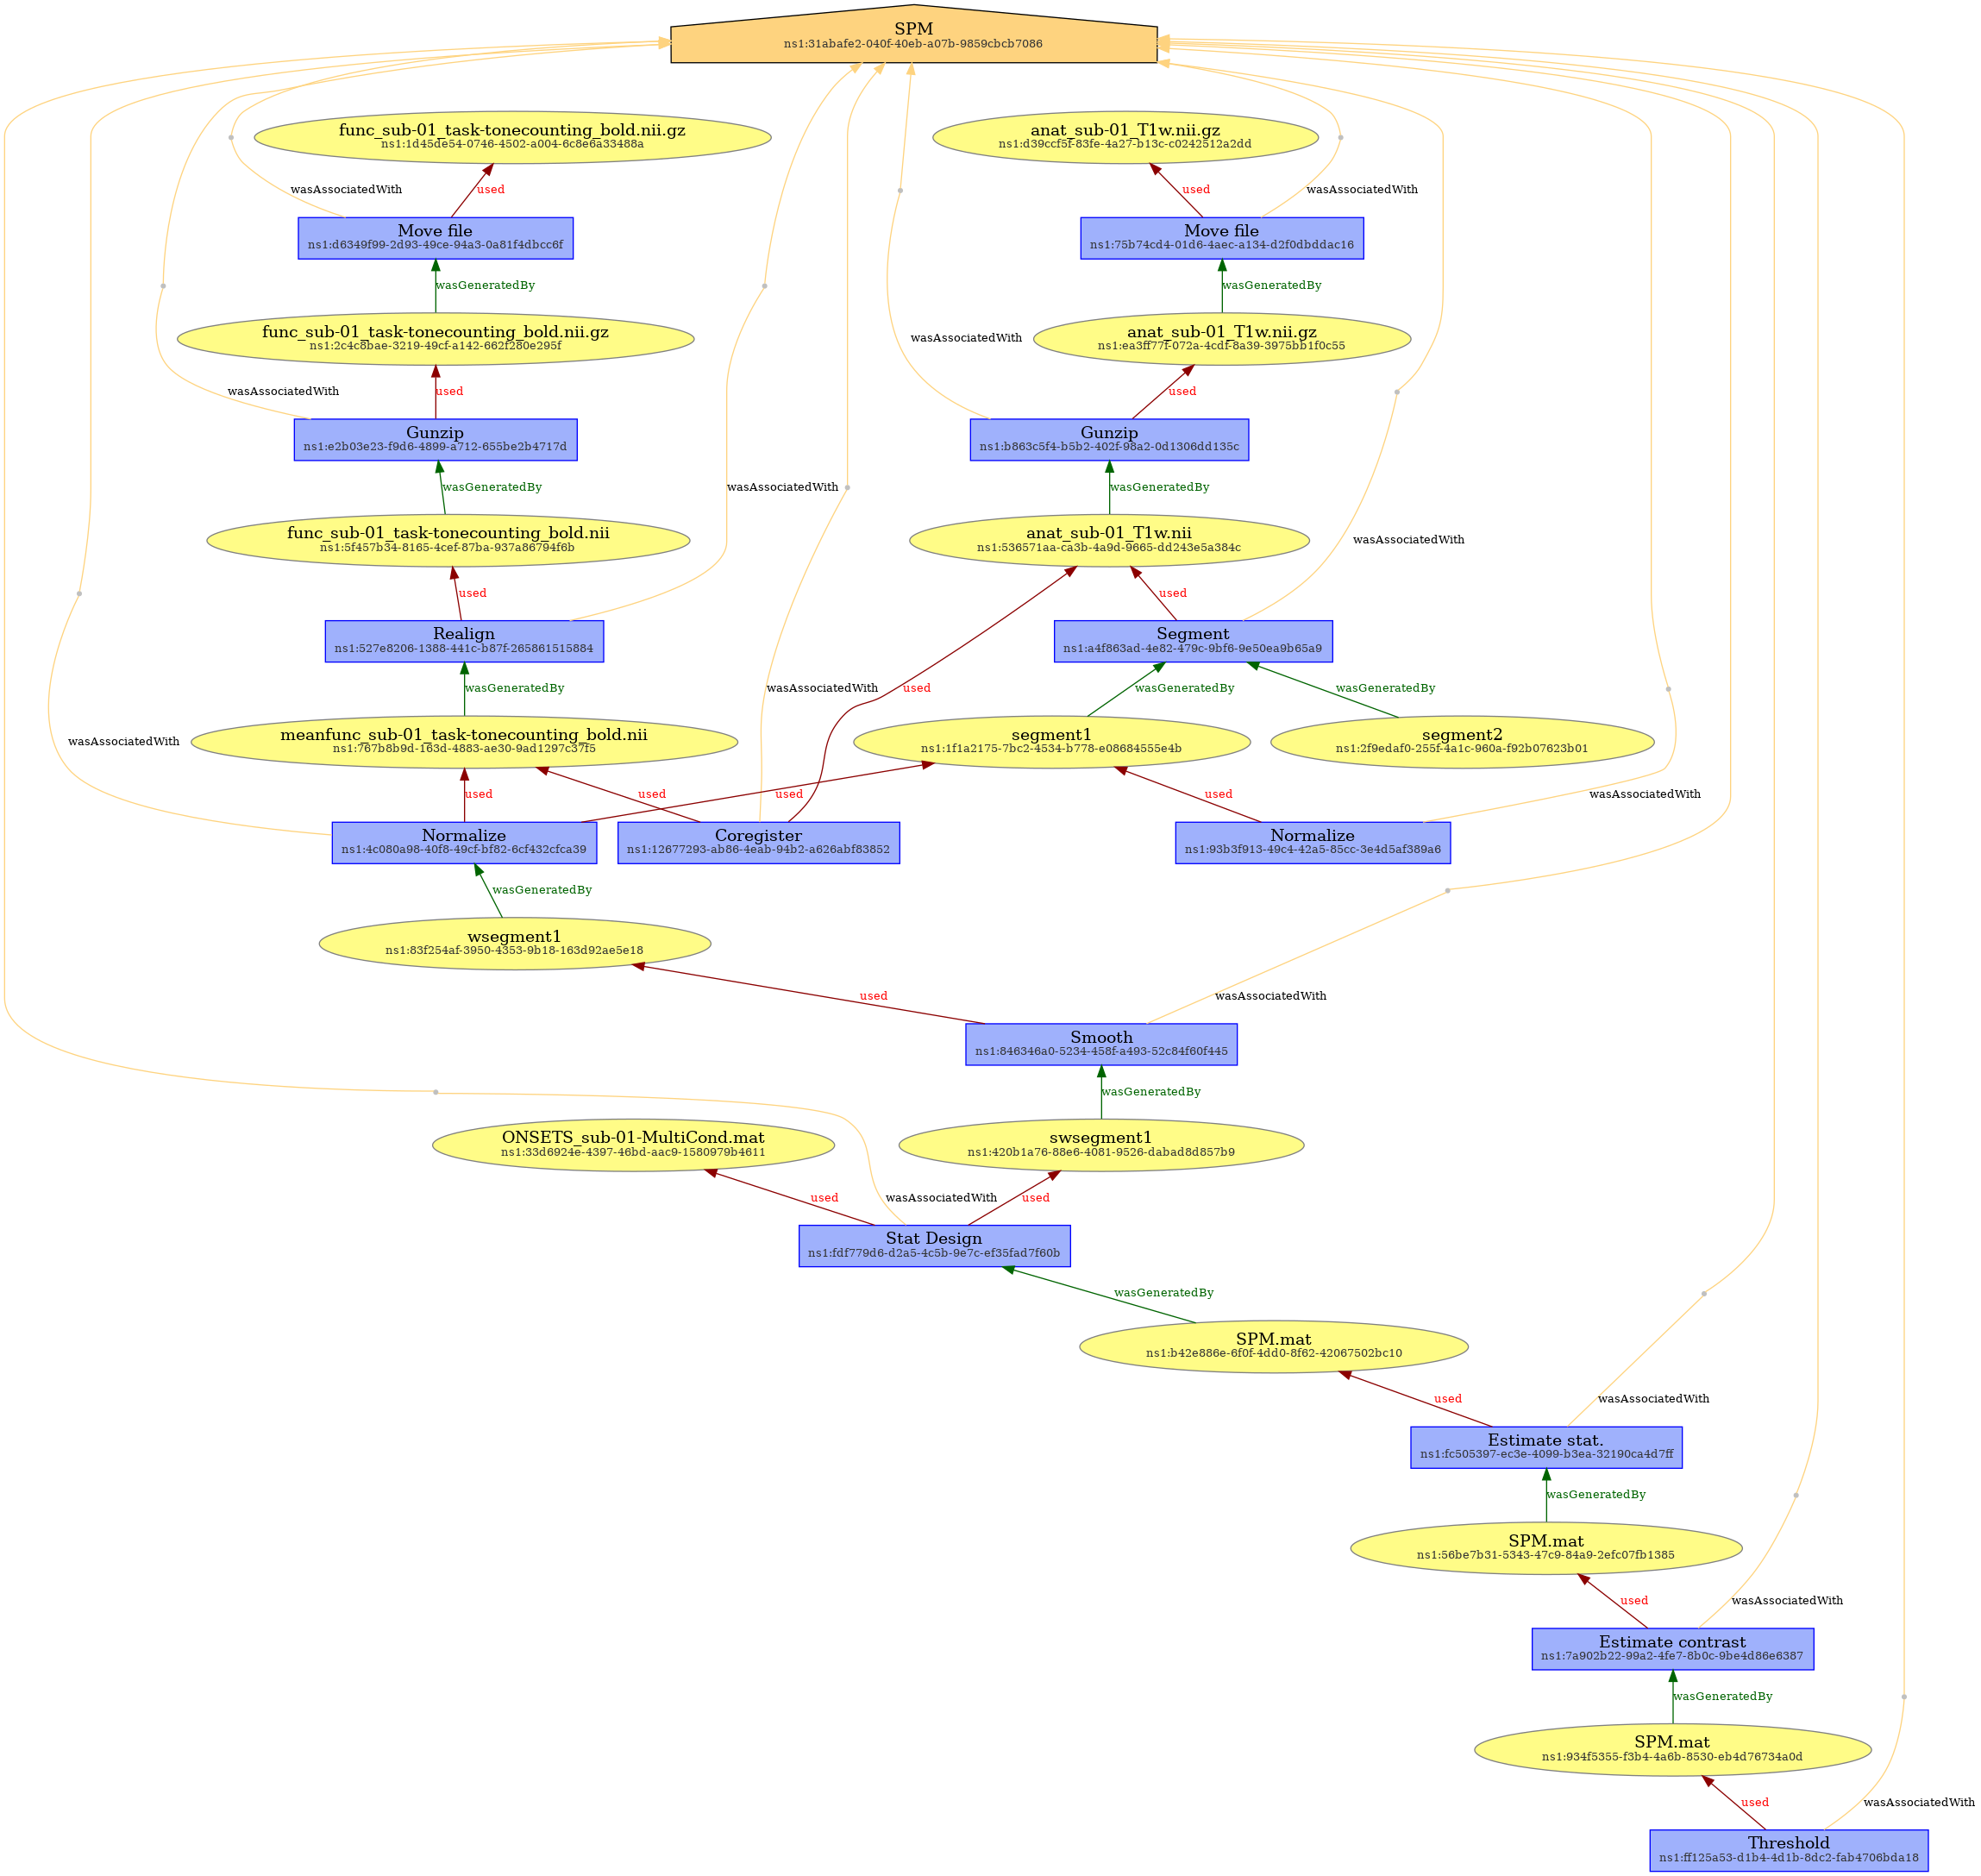 SPM
ns1:31abafe2-040f-40eb-a07b-9859cbcb7086
func_sub-01_task-tonecounting_bold.nii.gz
ns1:1d45de54-0746-4502-a004-6c8e6a33488a
anat_sub-01_T1w.nii.gz
ns1:d39ccf5f-83fe-4a27-b13c-c0242512a2dd
wasAssociatedWith
used
used
wasAssociatedWith
Move file
ns1:d6349f99-2d93-49ce-94a3-0a81f4dbcc6f
Move file
ns1:75b74cd4-01d6-4aec-a134-d2f0dbddac16
wasGeneratedBy
wasGeneratedBy
func_sub-01_task-tonecounting_bold.nii.gz
ns1:2c4c8bae-3219-49cf-a142-662f280e295f
wasAssociatedWith
anat_sub-01_T1w.nii.gz
ns1:ea3ff77f-072a-4cdf-8a39-3975bb1f0c55
wasAssociatedWith
used
used
Gunzip
ns1:e2b03e23-f9d6-4899-a712-655be2b4717d
Gunzip
ns1:b863c5f4-b5b2-402f-98a2-0d1306dd135c
wasGeneratedBy
wasAssociatedWith
wasGeneratedBy
func_sub-01_task-tonecounting_bold.nii
ns1:5f457b34-8165-4cef-87ba-937a86794f6b
anat_sub-01_T1w.nii
ns1:536571aa-ca3b-4a9d-9665-dd243e5a384c
wasAssociatedWith
used
used
Realign
ns1:527e8206-1388-441c-b87f-265861515884
Segment
ns1:a4f863ad-4e82-479c-9bf6-9e50ea9b65a9
wasGeneratedBy
wasAssociatedWith
used
wasGeneratedBy
wasGeneratedBy
wasAssociatedWith
meanfunc_sub-01_task-tonecounting_bold.nii
ns1:767b8b9d-163d-4883-ae30-9ad1297c37f5
segment1
ns1:1f1a2175-7bc2-4534-b778-e08684555e4b
segment2
ns1:2f9edaf0-255f-4a1c-960a-f92b07623b01
used
used
used
used
wasAssociatedWith
Normalize
ns1:4c080a98-40f8-49cf-bf82-6cf432cfca39
Coregister
ns1:12677293-ab86-4eab-94b2-a626abf83852
Normalize
ns1:93b3f913-49c4-42a5-85cc-3e4d5af389a6
wasGeneratedBy
wsegment1
ns1:83f254af-3950-4353-9b18-163d92ae5e18
used
wasAssociatedWith
Smooth
ns1:846346a0-5234-458f-a493-52c84f60f445
wasGeneratedBy
ONSETS_sub-01-MultiCond.mat
ns1:33d6924e-4397-46bd-aac9-1580979b4611
swsegment1
ns1:420b1a76-88e6-4081-9526-dabad8d857b9
used
wasAssociatedWith
used
Stat Design
ns1:fdf779d6-d2a5-4c5b-9e7c-ef35fad7f60b
wasGeneratedBy
SPM.mat
ns1:b42e886e-6f0f-4dd0-8f62-42067502bc10
used
wasAssociatedWith
Estimate stat.
ns1:fc505397-ec3e-4099-b3ea-32190ca4d7ff
wasGeneratedBy
SPM.mat
ns1:56be7b31-5343-47c9-84a9-2efc07fb1385
used
wasAssociatedWith
Estimate contrast
ns1:7a902b22-99a2-4fe7-8b0c-9be4d86e6387
wasGeneratedBy
SPM.mat
ns1:934f5355-f3b4-4a6b-8530-eb4d76734a0d
used
wasAssociatedWith
Threshold
ns1:ff125a53-d1b4-4d1b-8dc2-fab4706bda18